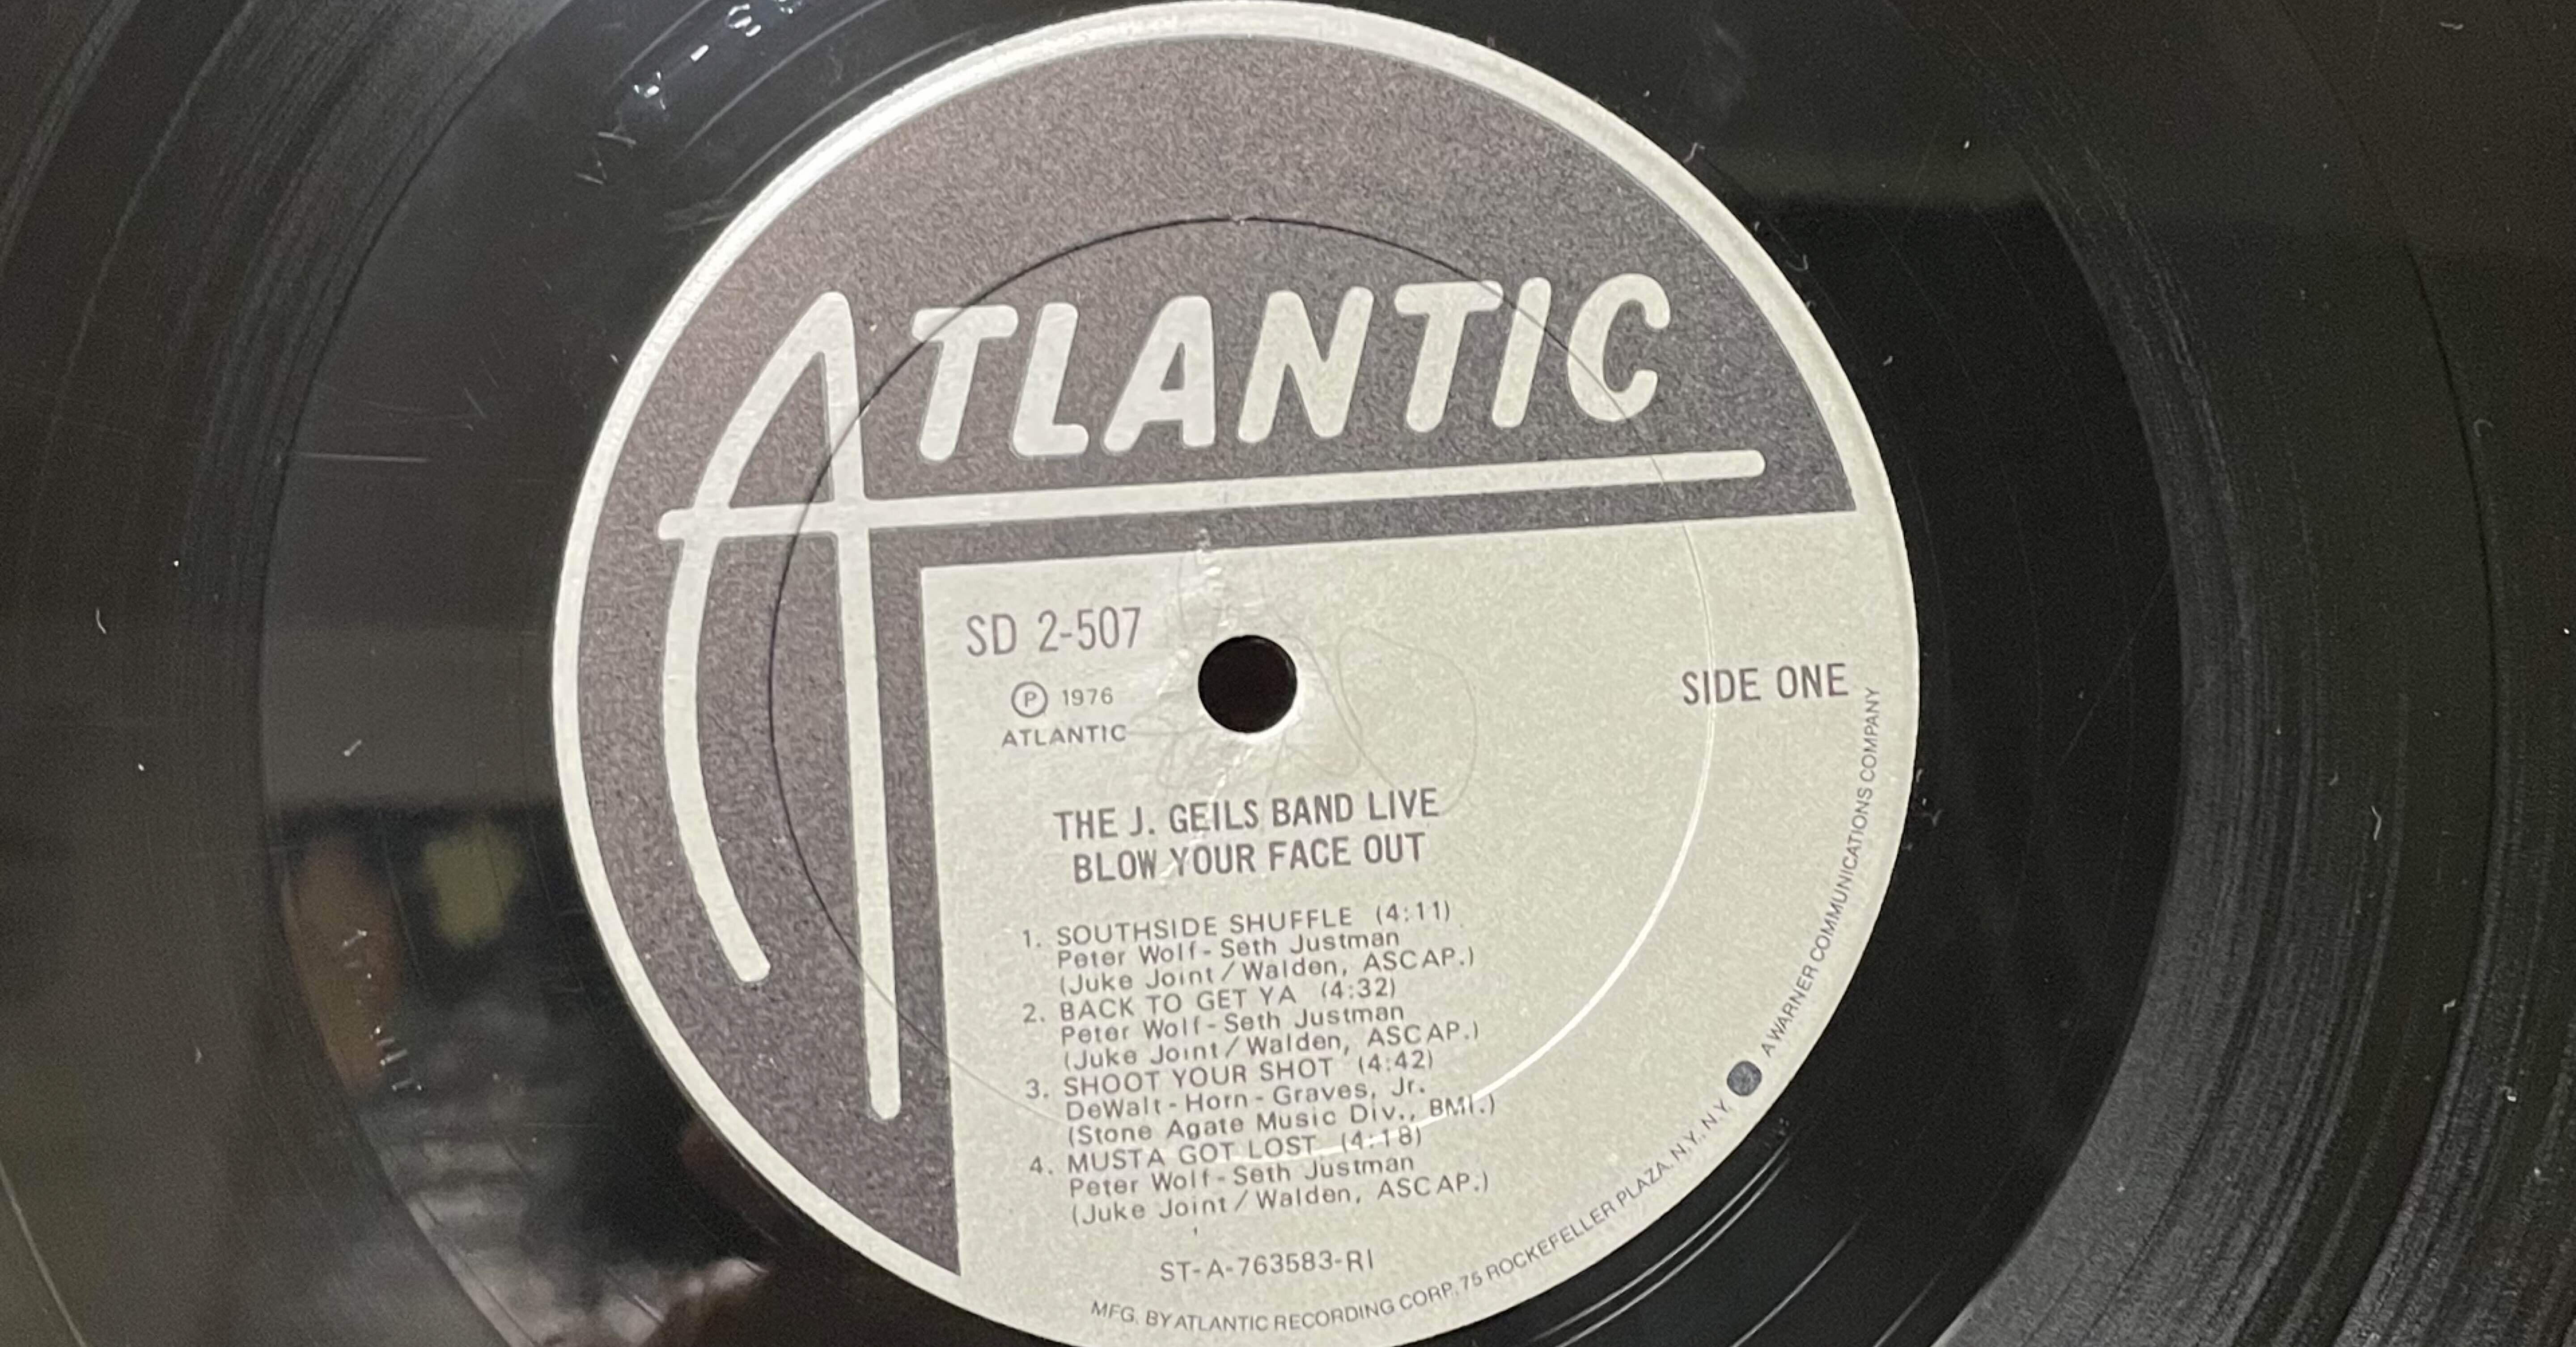 ATLANTIC
SD 2-507
SIDE ONE
Ⓟ 1976
ATLANTIC
THE J. GEILS BAND LIVE
BLOW YOUR FACE OUT
1. SOUTHSIDE SHUFFLE (4:11)
Peter Wolf-Seth Justman
(Juke Joint/Walden, ASCAP.)
2. BACK TO GET YA (4:32)
Peter Wolf-Seth Justman
(Juke Joint/Walden, ASCAP.)
3. SHOOT YOUR SHOT (4:42)
DeWalt-Horn-Graves, Jr.
(Stone Agate Music Div., BMI.)
4. MUSTA GOT LOST (4:18)
Peter Wolf-Seth Justman
(Juke Joint/Walden, ASCAP.)
ST-A-763583-RI
MFG. BY ATLANTIC RECORDING CORP. 75 ROCKEFELLER PLAZA, N.Y., N.Y. A WARNER COMMUNICATIONS COMPANY